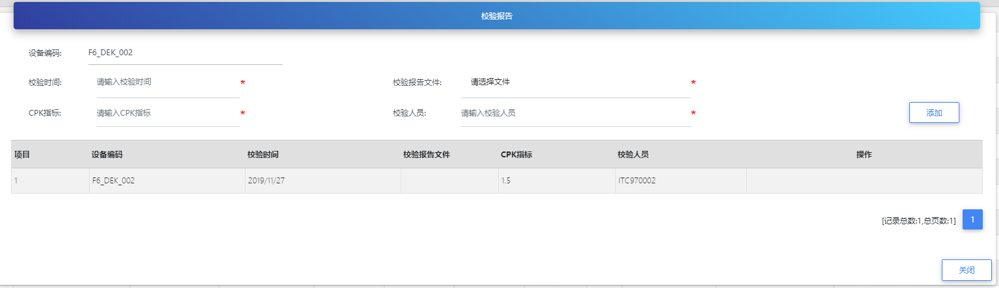 校验报告
设备编码: F6_DEK_002
校验时间: 请输入校验时间 * 校验报告文件: 请选择文件 *
CPK指标: 请输入CPK指标 * 校验人员: 请输入校验人员 * 添加
项目 设备编码 校验时间 校验报告文件 CPK指标 校验人员 操作
1 F6_DEK_002 2019/11/27 1.5 ITC970002
[记录总数:1,总页数:1] 1
关闭